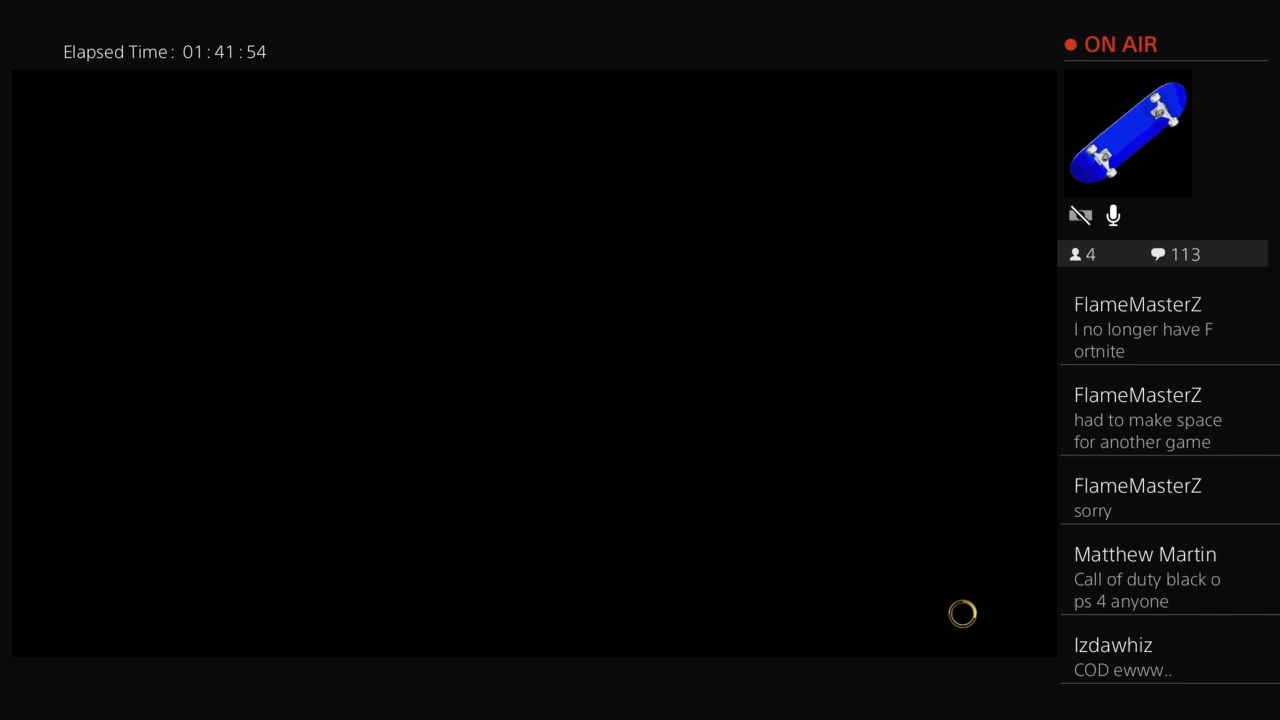 Elapsed Time: 01:41:54
ON AIR
4
113
FlameMasterZ
I no longer have F
ortnite
FlameMasterZ
had to make space
for another game
FlameMasterZ
sorry
Matthew Martin
Call of duty black o
ps 4 anyone
Izdawhiz
COD ewww..